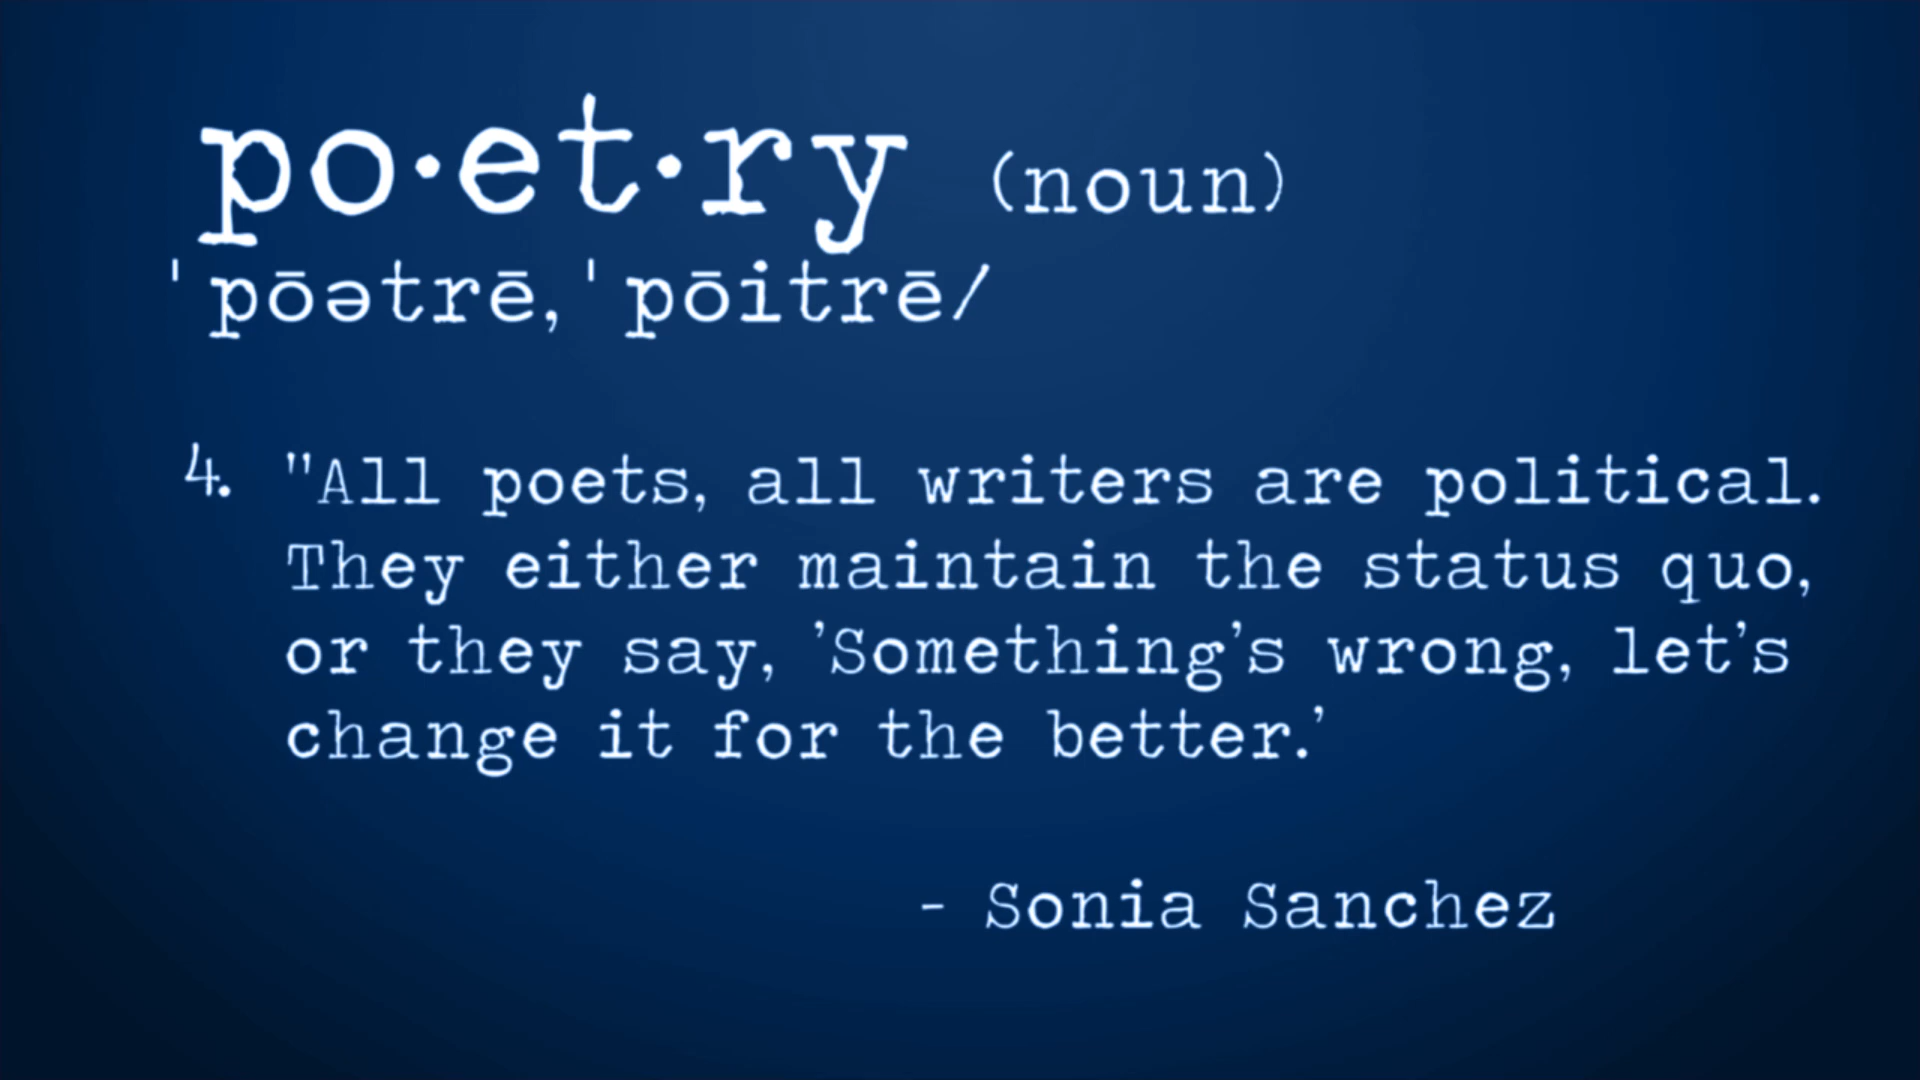 po·et·ry (noun)
ˈpōətrē,ˈpōitrē/
4. "All poets, all writers are political.
They either maintain the status quo,
or they say, ’Something’s wrong, let’s
change it for the better.’
- Sonia Sanchez